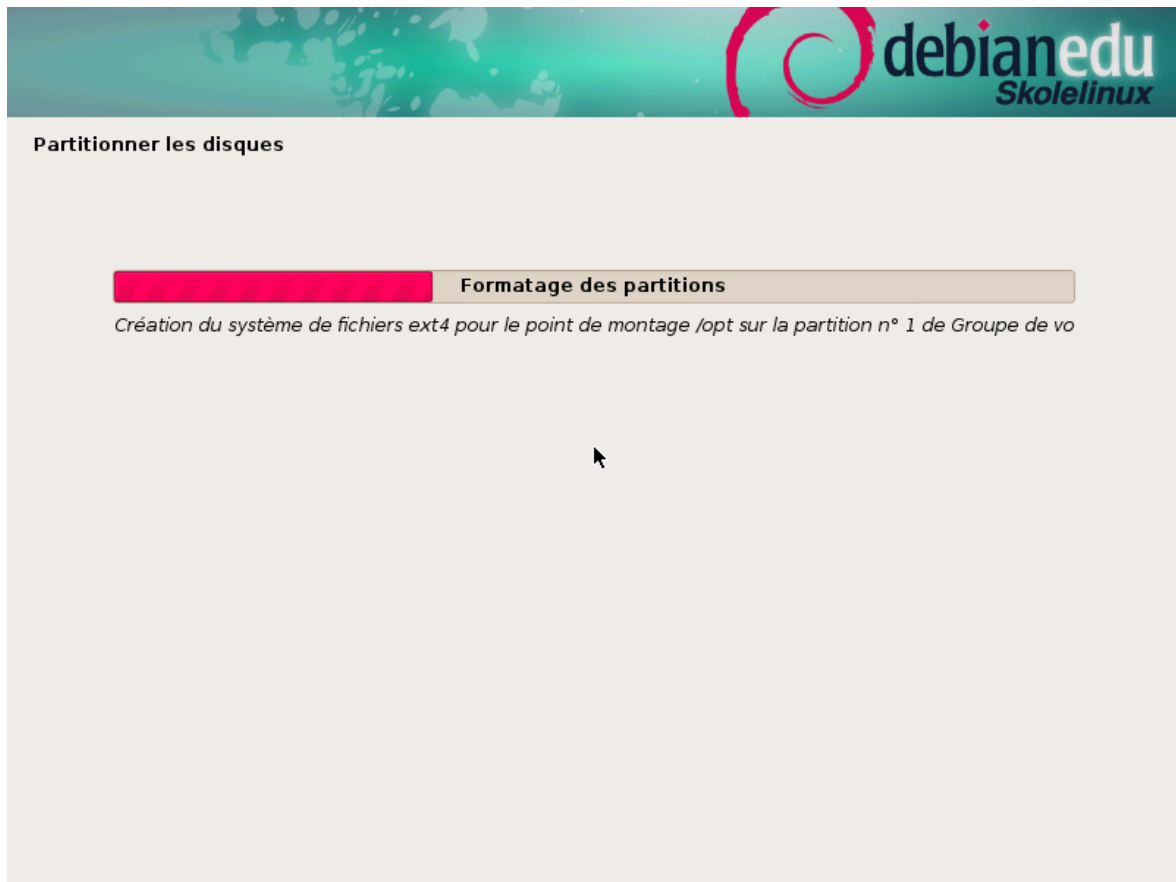 debianedu
Skolelinux
Partitionner les disques
Formatage des partitions
Création du système de fichiers ext4 pour le point de montage /opt sur la partition n° 1 de Groupe de vo